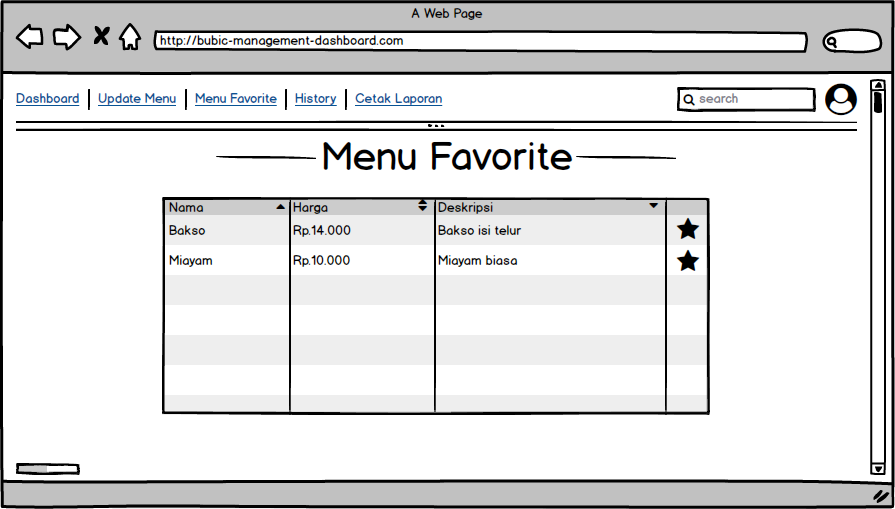 A Web Page
http://bubic-management-dashboard.com
Dashboard Update Menu Menu Favorite History Cetak Laporan search
Menu Favorite
Nama Harga Deskripsi
Bakso Rp.14.000 Bakso isi telur
Miayam Rp.10.000 Miayam biasa